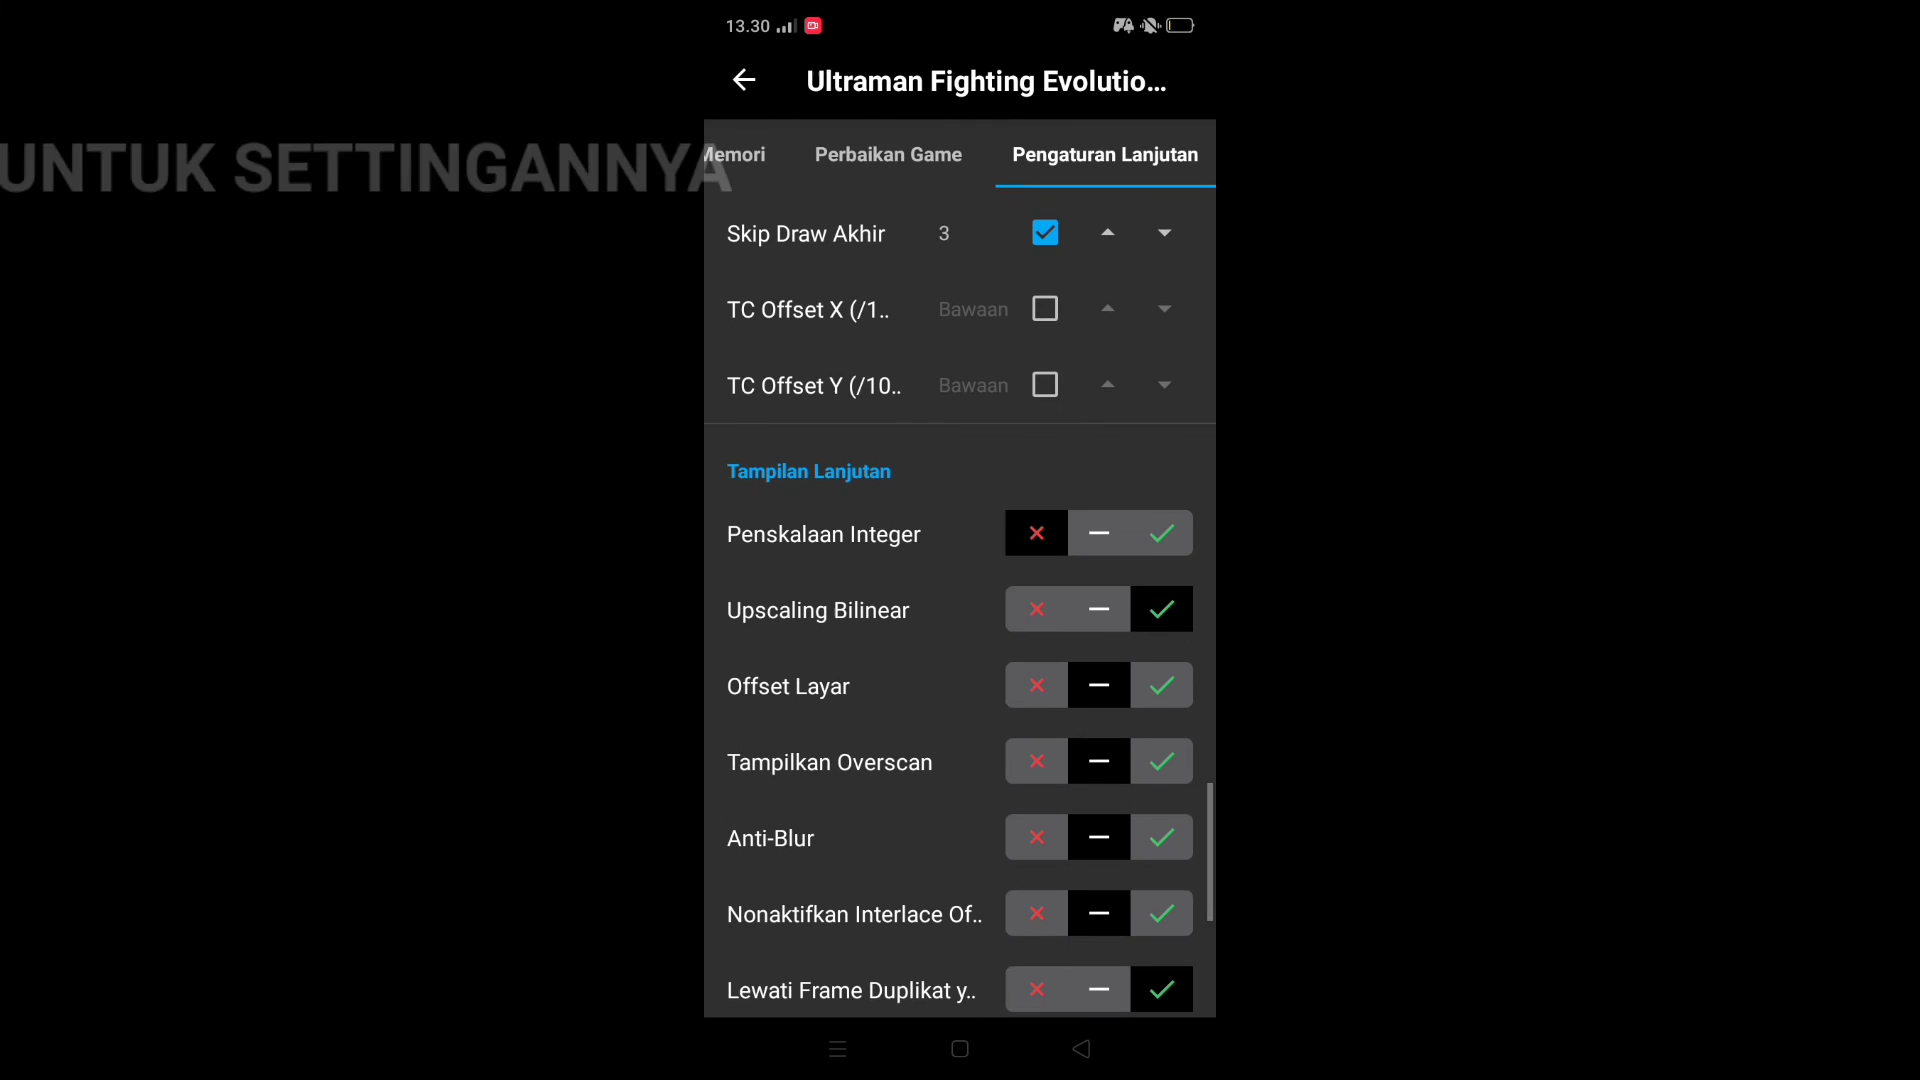 13.30
Ultraman Fighting Evolutio...
UNTUK SETTINGANNYA
Memori
Perbaikan Game
Pengaturan Lanjutan
Skip Draw Akhir 3
TC Offset X (/1.. Bawaan
TC Offset Y (/10.. Bawaan
Tampilan Lanjutan
Penskalaan Integer
Upscaling Bilinear
Offset Layar
Tampilkan Overscan
Anti-Blur
Nonaktifkan Interlace Of..
Lewati Frame Duplikat y..